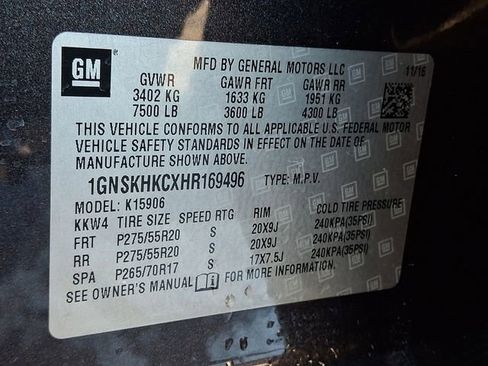 GM
MFD BY GENERAL MOTORS LLC
11/16
GVWR GAWR FRT GAWR RR
3402 KG 1633 KG 1951 KG
7500 LB 3600 LB 4300 LB
THIS VEHICLE CONFORMS TO ALL APPLICABLE U.S. FEDERAL MOTOR
VEHICLE SAFETY STANDARDS IN EFFECT ON THE DATE OF
MANUFACTURE SHOWN ABOVE.
1GNSKHKCXHR169496 TYPE: M.P.V.
MODEL: K15906
KKW4 TIRE SIZE SPEED RTG RIM COLD TIRE PRESSURE
FRT P275/55R20 S 20X9J 240KPA(35PSI)
RR P275/55R20 S 20X9J 240KPA(35PSI)
SPA P265/70R17 S 17X7.5J 240KPA(35PSI)
SEE OWNER'S MANUAL FOR MORE INFORMATION.